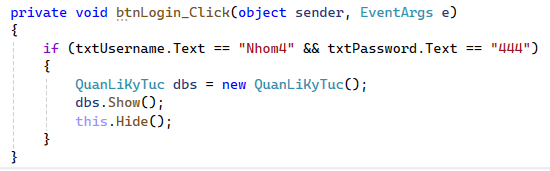 private void btnLogin_Click(object sender, EventArgs e)
{
    if (txtUsername.Text == "Nhom4" && txtPassword.Text == "444")
    {
        QuanLiKyTuc dbs = new QuanLiKyTuc();
        dbs.Show();
        this.Hide();
    }
}